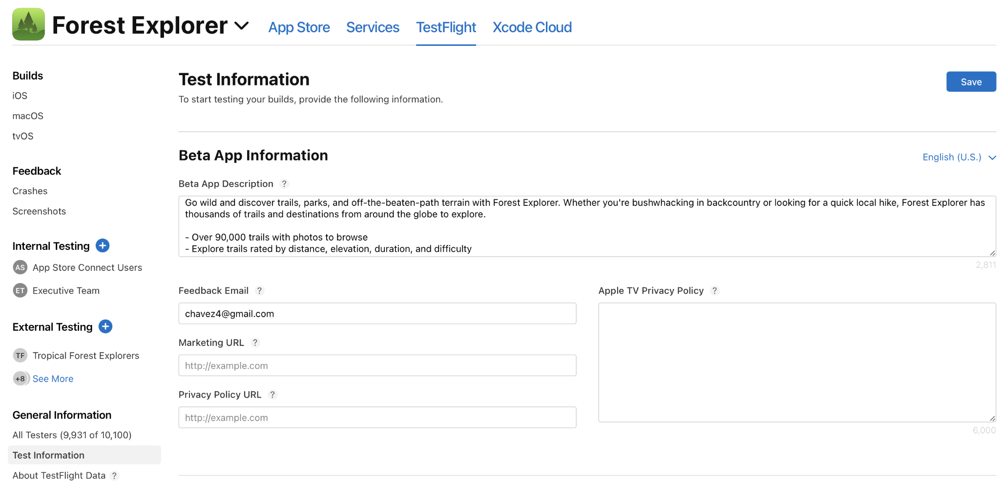 Forest Explorer
App Store
Services
TestFlight
Xcode Cloud
Builds
iOS
macOS
tvOS
Feedback
Crashes
Screenshots
Internal Testing +
AS App Store Connect Users
ET Executive Team
External Testing +
TF Tropical Forest Explorers
+8 See More
General Information
All Testers (9,931 of 10,100)
Test Information
About TestFlight Data ?
Test Information
Save
To start testing your builds, provide the following information.
Beta App Information
English (U.S.)
Beta App Description ?
Go wild and discover trails, parks, and off-the-beaten-path terrain with Forest Explorer. Whether you're bushwhacking in backcountry or looking for a quick local hike, Forest Explorer has
thousands of trails and destinations from around the globe to explore.
- Over 90,000 trails with photos to browse
- Explore trails rated by distance, elevation, duration, and difficulty
2,811
Feedback Email ?
chavez4@gmail.com
Marketing URL ?
http://example.com
Privacy Policy URL ?
http://example.com
Apple TV Privacy Policy ?
6,000